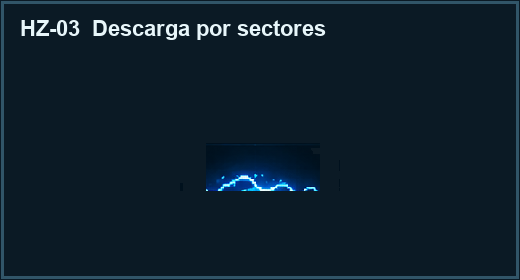 HZ-03 Descarga por sectores